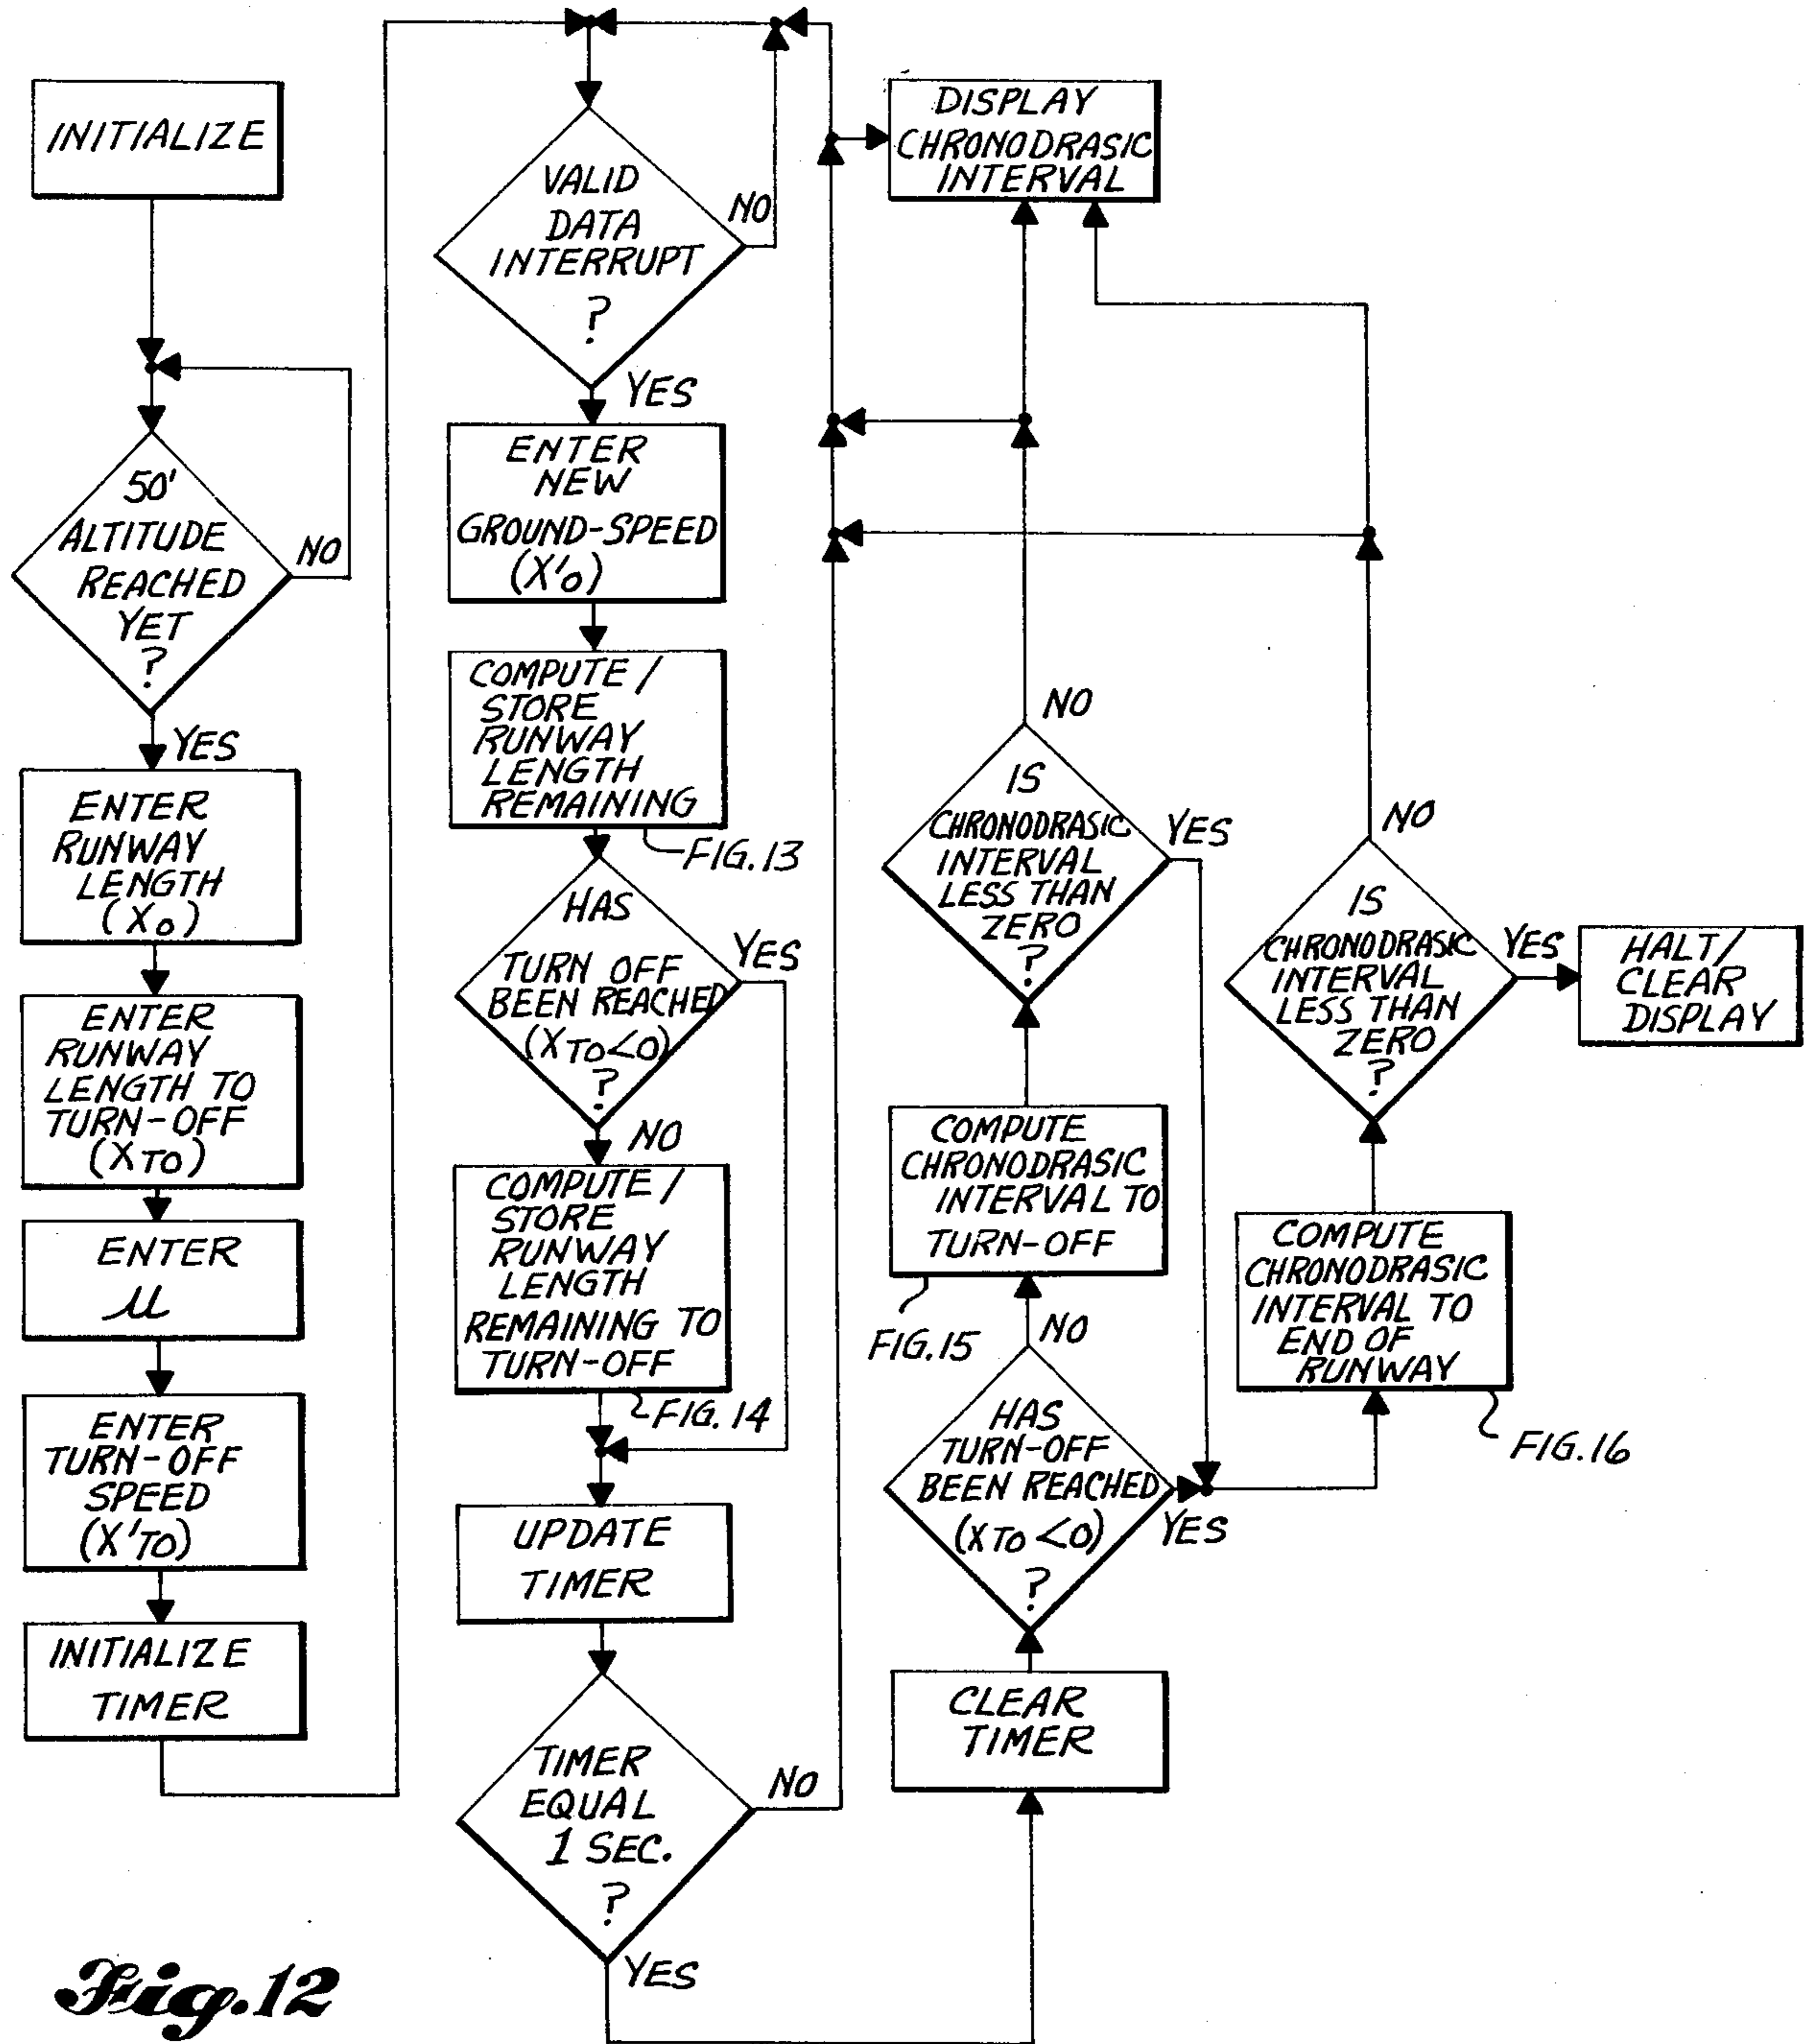 INITIALIZE
50'
ALTITUDE
REACHED
YET
?
NO
YES
ENTER
RUNWAY
LENGTH
(X₀)
ENTER
RUNWAY
LENGTH TO
TURN-OFF
(X TO)
ENTER
μ
ENTER
TURN-OFF
SPEED
(X'TO)
INITIALIZE
TIMER
VALID
DATA
INTERRUPT
?
NO
YES
ENTER
NEW
GROUND-SPEED
(X'₀)
COMPUTE /
STORE
RUNWAY
LENGTH
REMAINING
FIG.13
HAS
TURN OFF
BEEN REACHED
(X TO <0)
?
YES
NO
COMPUTE /
STORE
RUNWAY
LENGTH
REMAINING TO
TURN-OFF
FIG. 14
UPDATE
TIMER
TIMER
EQUAL
1 SEC.
?
NO
YES
DISPLAY
CHRONODRASIC
INTERVAL
NO
IS
CHRONODRASIC
INTERVAL
LESS THAN
ZERO
?
YES
COMPUTE
CHRONODRASIC
INTERVAL TO
TURN-OFF
FIG.15
NO
HAS
TURN-OFF
BEEN REACHED
(X TO <0)
?
YES
CLEAR
TIMER
NO
IS
CHRONODRASIC
INTERVAL
LESS THAN
ZERO
?
YES
HALT/
CLEAR
DISPLAY
COMPUTE
CHRONODRASIC
INTERVAL TO
END OF
RUNWAY
FIG.16
Fig.12